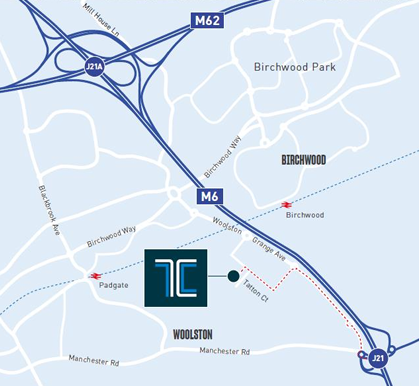 Mill House Ln
M62
J21A
Birchwood Park
Birchwood Way
BIRCHWOOD
Blackbrook Ave
M6
Birchwood
Woolston Grange Ave
Birchwood Way
TC
Padgate
Tatton Ct
WOOLSTON
Manchester Rd
Manchester Rd
J21